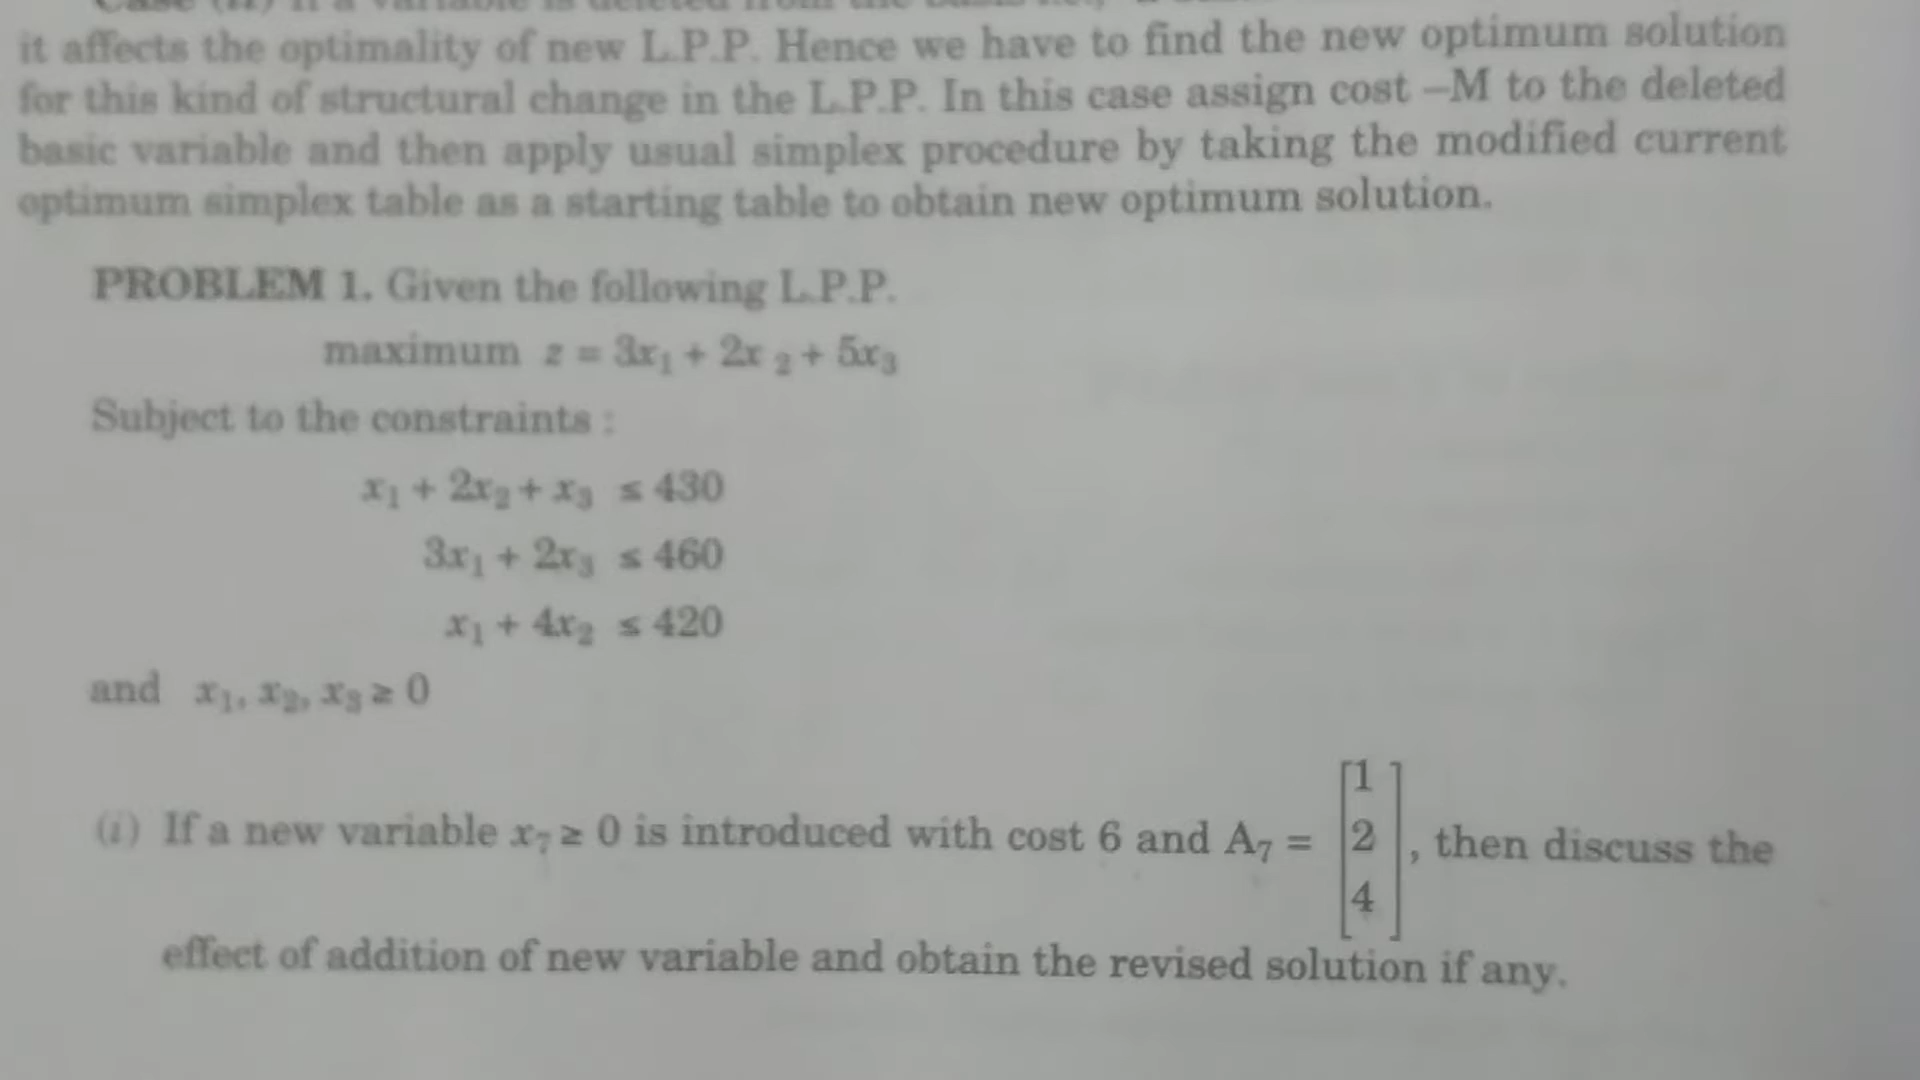 it affects the optimality of new L.P.P. Hence we have to find the new optimum solution
for this kind of structural change in the L.P.P. In this case assign cost –M to the deleted
basic variable and then apply usual simplex procedure by taking the modified current
optimum simplex table as a starting table to obtain new optimum solution.
PROBLEM 1. Given the following L.P.P.
maximum z = 3x₁ + 2x₂ + 5x₃
Subject to the constraints :
x₁ + 2x₂ + x₃ ≤ 430
3x₁ + 2x₃ ≤ 460
x₁ + 4x₂ ≤ 420
and x₁, x₂, x₃ ≥ 0
(i) If a new variable x₇ ≥ 0 is introduced with cost 6 and A₇ = [1 2 4], then discuss the
effect of addition of new variable and obtain the revised solution if any.